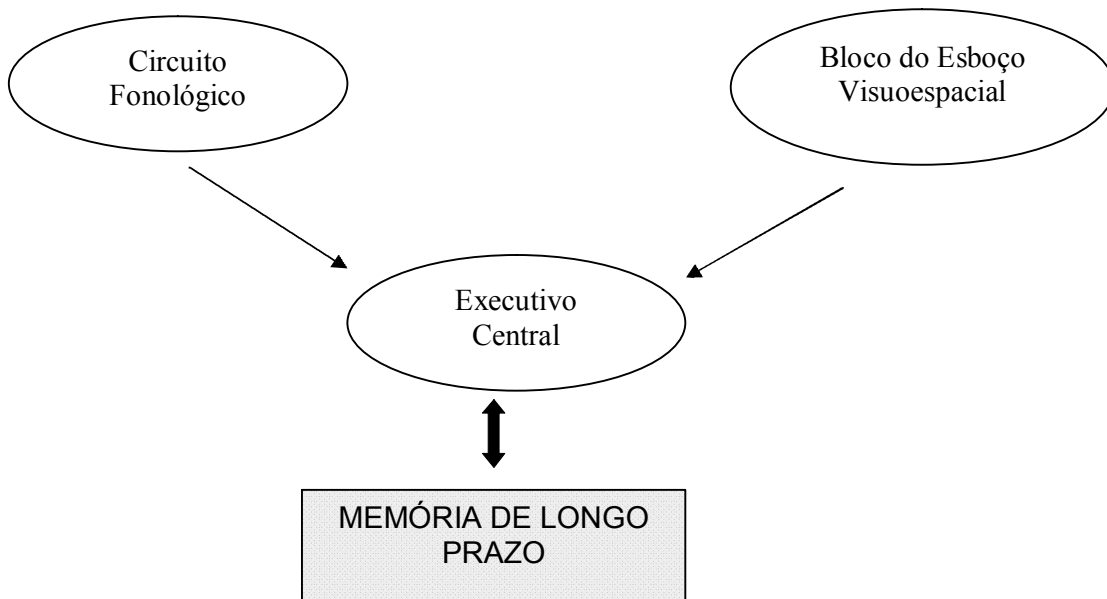 Circuito
Fonológico
Bloco do Esboço
Visuoespacial
Executivo
Central
MEMÓRIA DE LONGO
PRAZO